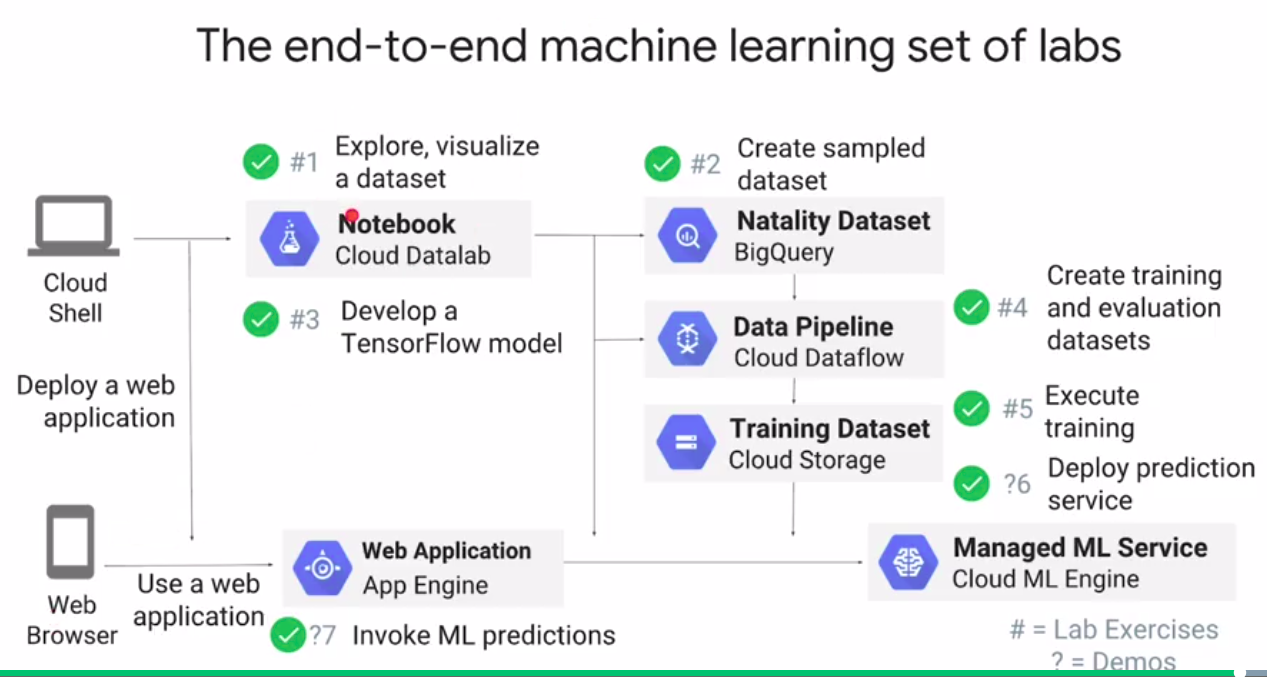 The end-to-end machine learning set of labs
#1 Explore, visualize
a dataset
#2 Create sampled
dataset
Notebook
Cloud Datalab
Natality Dataset
BigQuery
Cloud
Shell
#3 Develop a
TensorFlow model
Data Pipeline
Cloud Dataflow
#4 Create training
and evaluation
datasets
Deploy a web
application
Training Dataset
Cloud Storage
#5 Execute
training
?6 Deploy prediction
service
Web Application
App Engine
Managed ML Service
Cloud ML Engine
Web
Browser
Use a web
application
?7 Invoke ML predictions
# = Lab Exercises
? = Demos